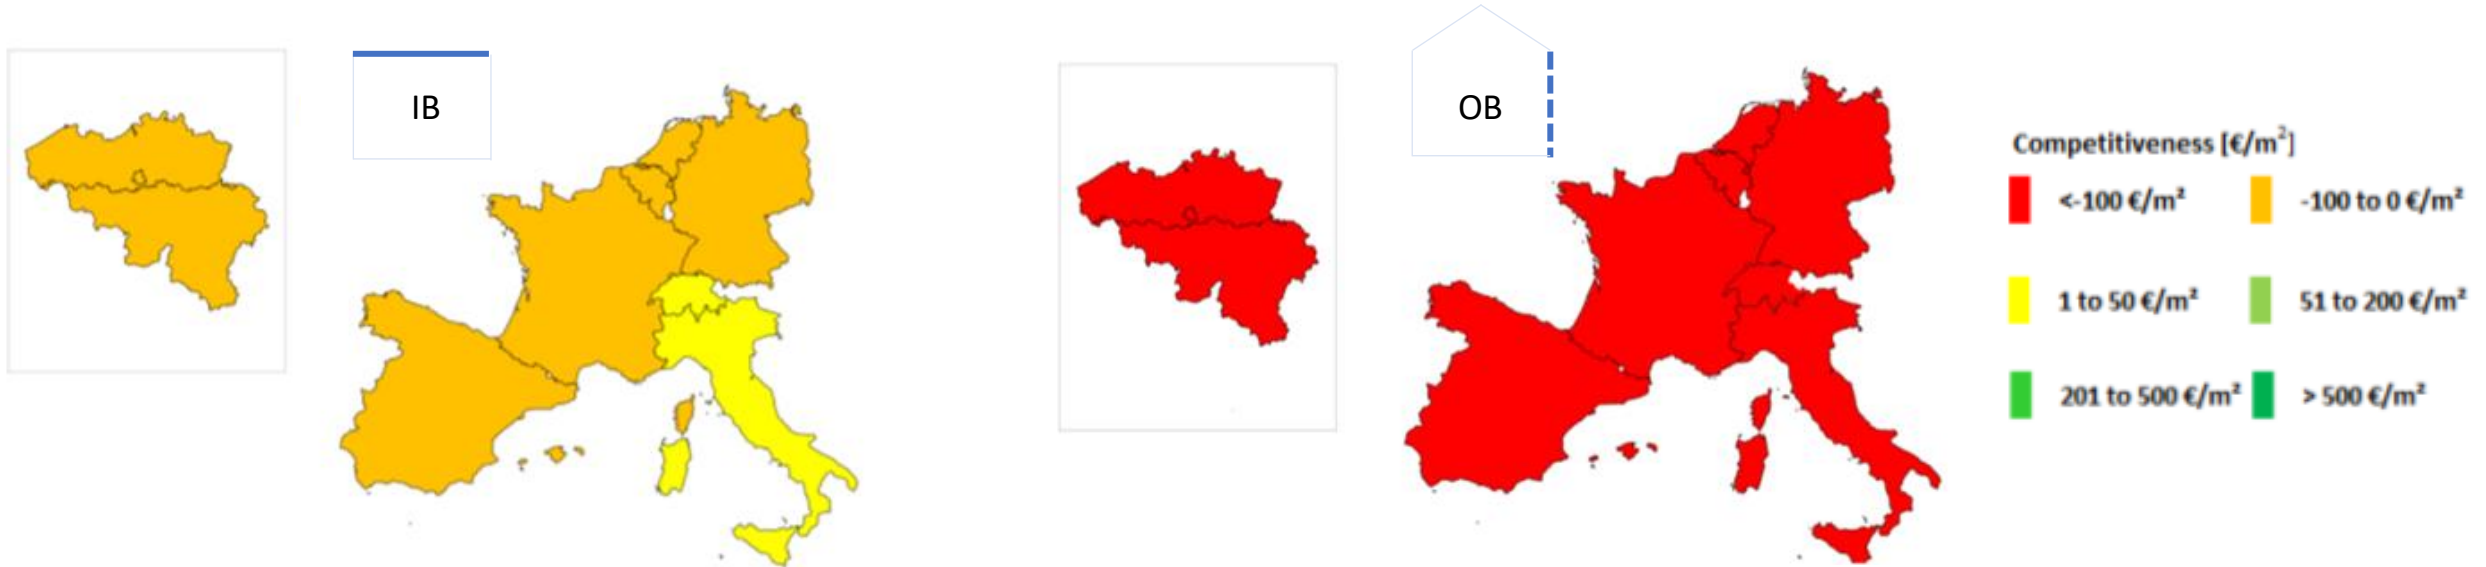 IB
OB
Competitiveness [€/m²]
<-100 €/m²
-100 to 0 €/m²
1 to 50 €/m²
51 to 200 €/m²
201 to 500 €/m²
> 500 €/m²